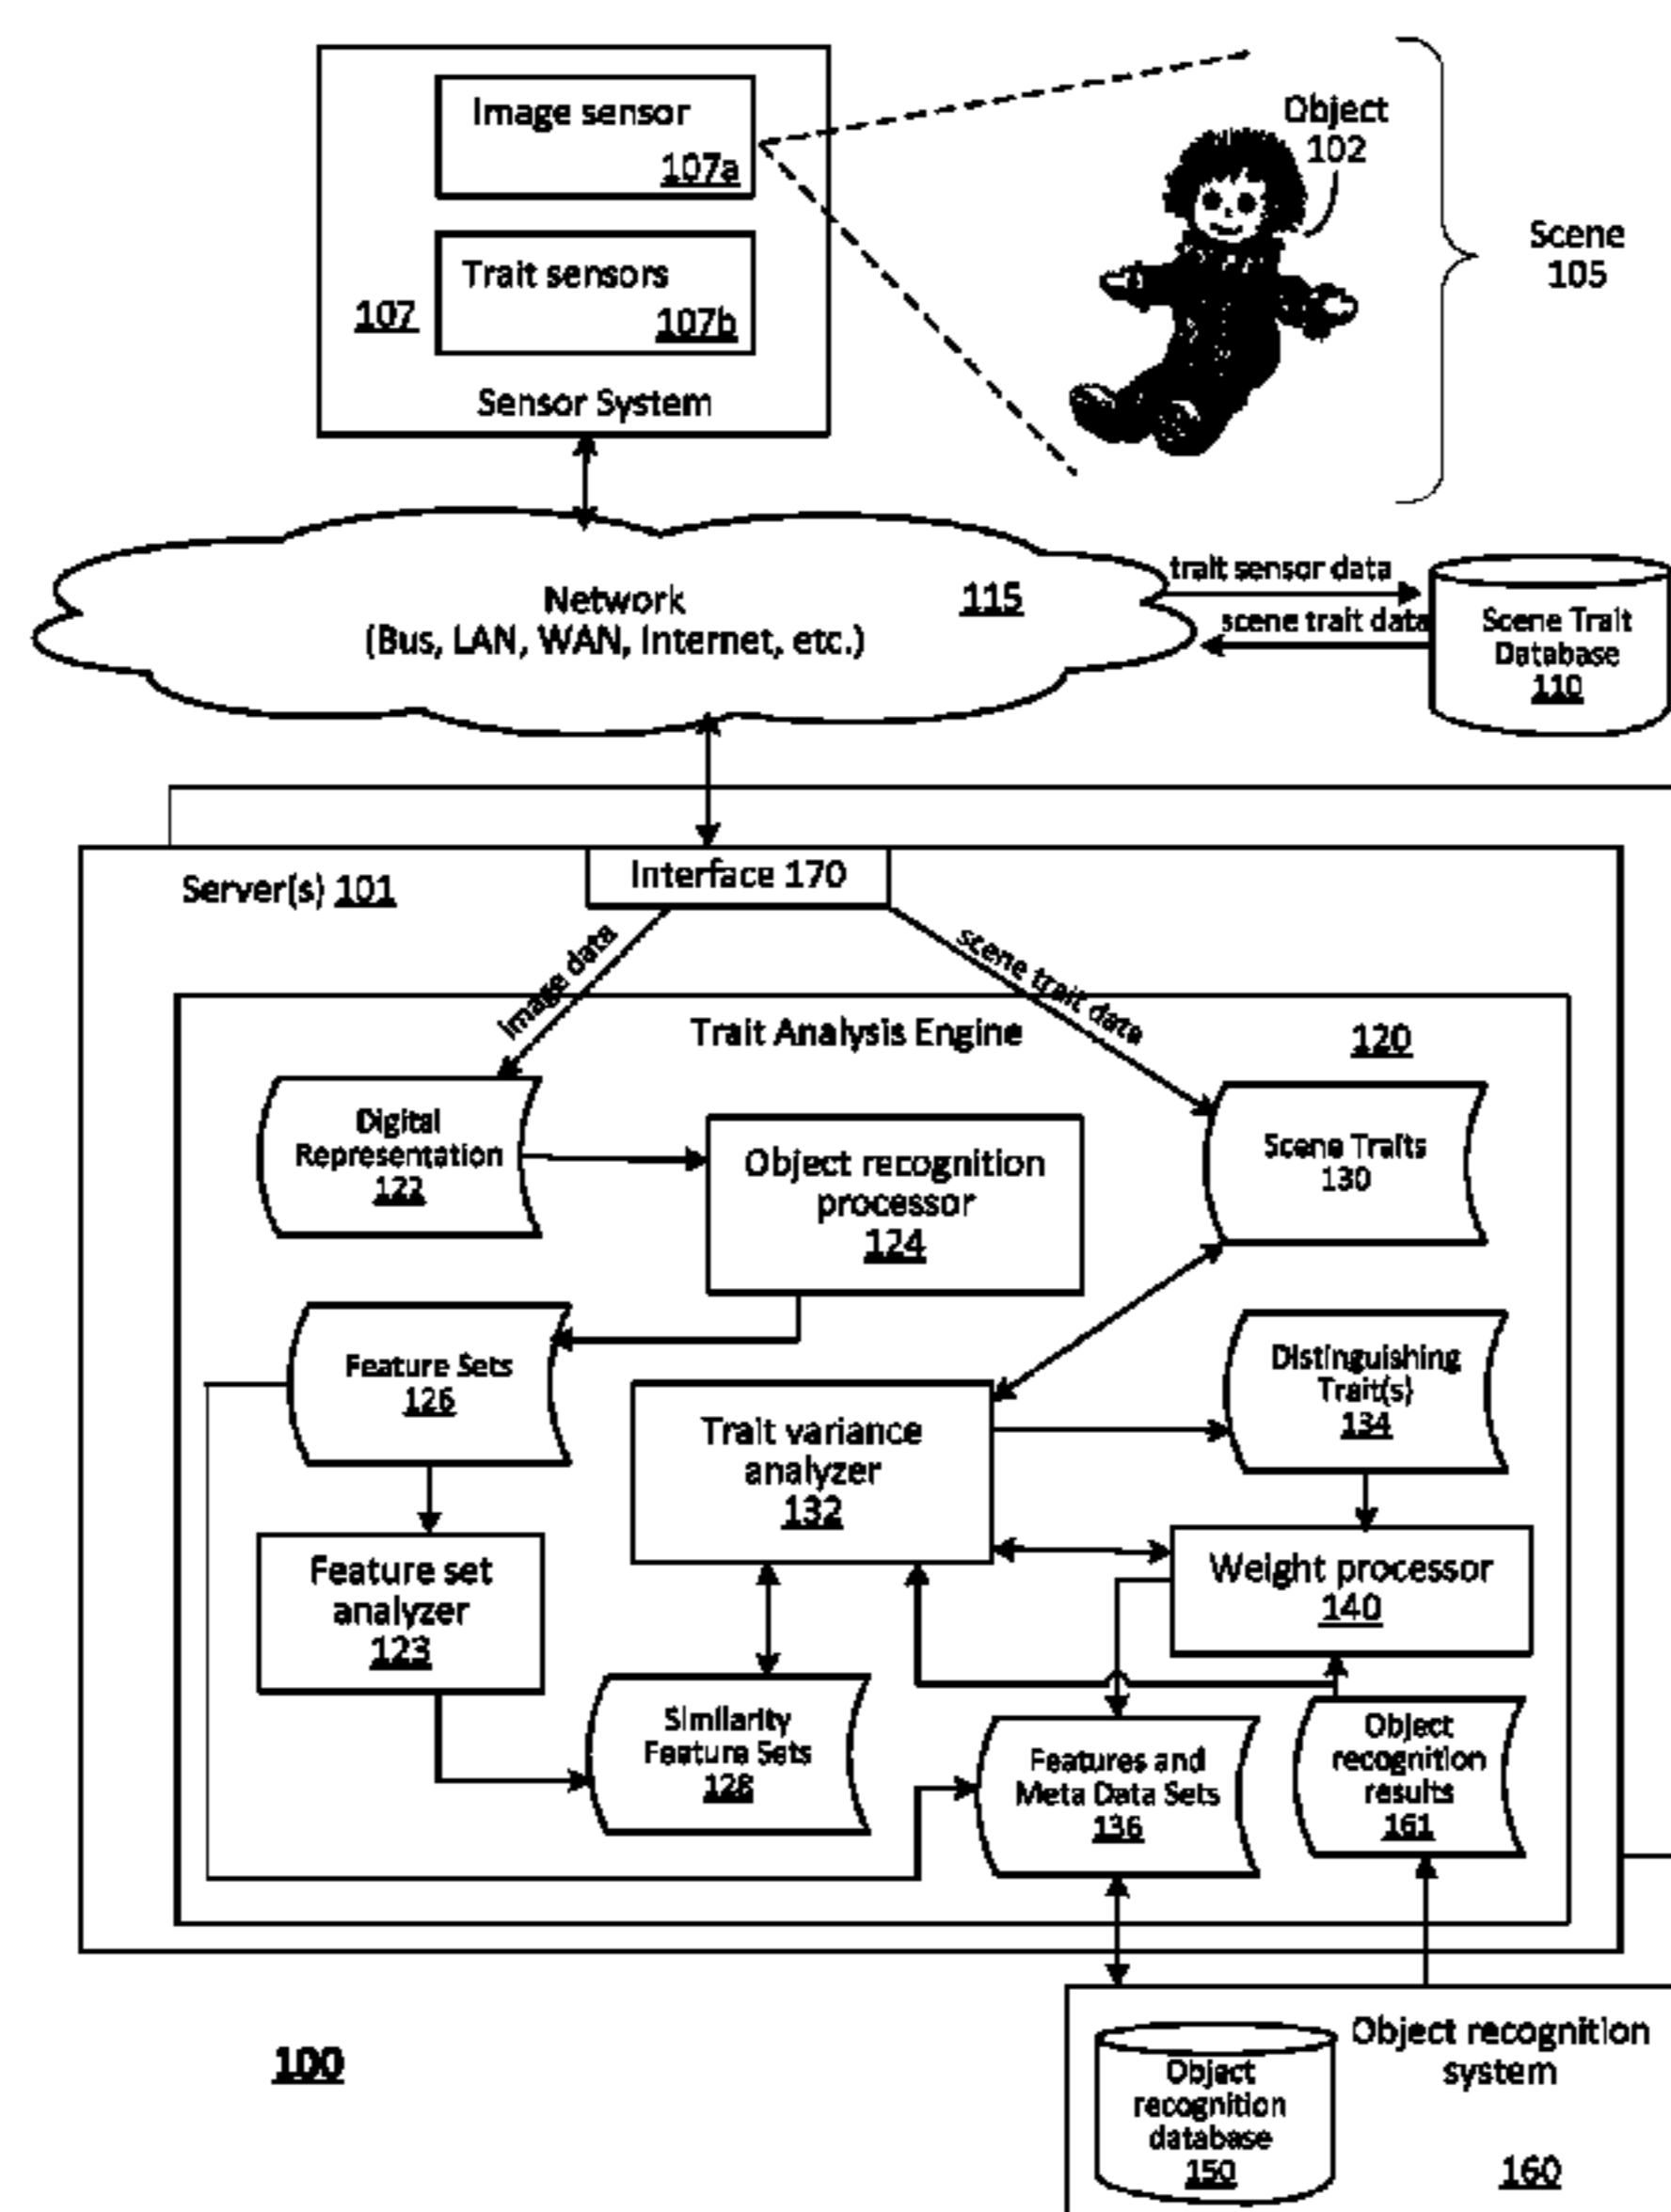 Image sensor
107a
Object
102
Scene
105
Trait sensors
107b
107
Sensor System
Network
115
(Bus, LAN, WAN, Internet, etc.)
trait sensor data
scene trait data
Scene Trait
Database
110
Interface 170
Server(s) 101
image data
scene trait data
Trait Analysis Engine
120
Digital
Representation
122
Object recognition
processor
124
Scene Traits
130
Feature Sets
126
Trait variance
analyzer
132
Distinguishing
Trait(s)
134
Feature set
analyzer
123
Weight processor
140
Similarity
Feature Sets
128
Features and
Meta Data Sets
136
Object
recognition
results
161
100
Object recognition
system
Object
recognition
database
150
160